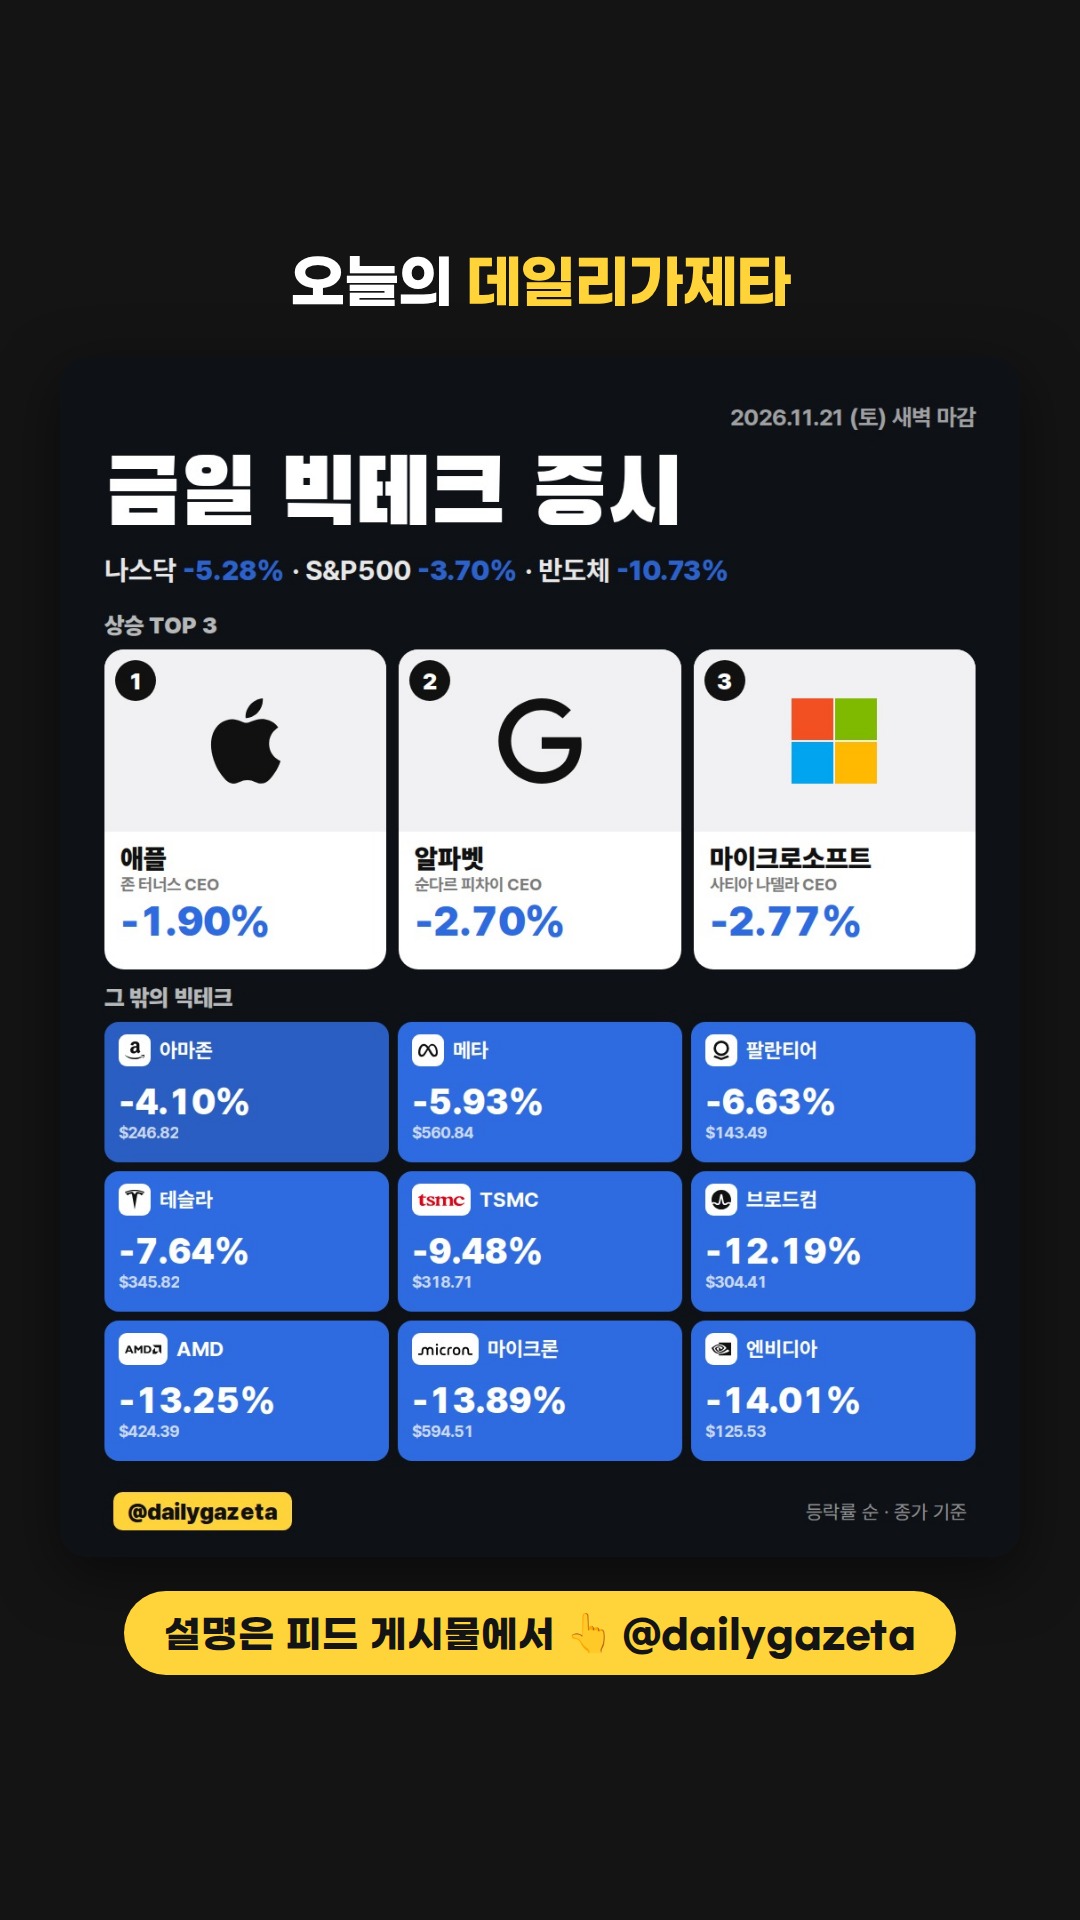 오늘의 데일리가제타
2026.11.21 (토) 새벽 마감
금일 빅테크 증시
나스닥 -5.28% · S&P500 -3.70% · 반도체 -10.73%
상승 TOP 3
1
애플
존 터너스 CEO
-1.90%
2
알파벳
순다르 피차이 CEO
-2.70%
3
마이크로소프트
사티아 나델라 CEO
-2.77%
그 밖의 빅테크
a 아마존
-4.10%
$246.82
메타
-5.93%
$560.84
팔란티어
-6.63%
$143.49
테슬라
-7.64%
$345.82
tsmc TSMC
-9.48%
$318.71
브로드컴
-12.19%
$304.41
AMD AMD
-13.25%
$424.39
micron 마이크론
-13.89%
$594.51
엔비디아
-14.01%
$125.53
@dailygazeta
등락률 순 · 종가 기준
설명은 피드 게시물에서 👆 @dailygazeta